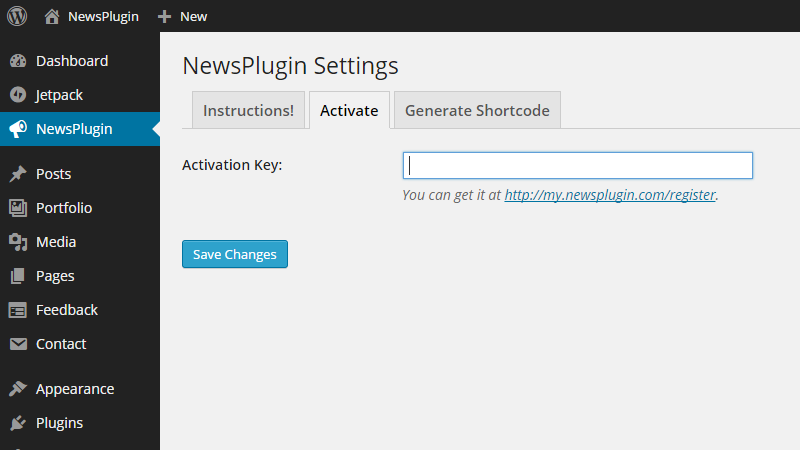 NewsPlugin New
Dashboard
Jetpack
NewsPlugin
Posts
Portfolio
Media
Pages
Feedback
Contact
Appearance
Plugins
NewsPlugin Settings
Instructions! Activate Generate Shortcode
Activation Key:
You can get it at http://my.newsplugin.com/register.
Save Changes